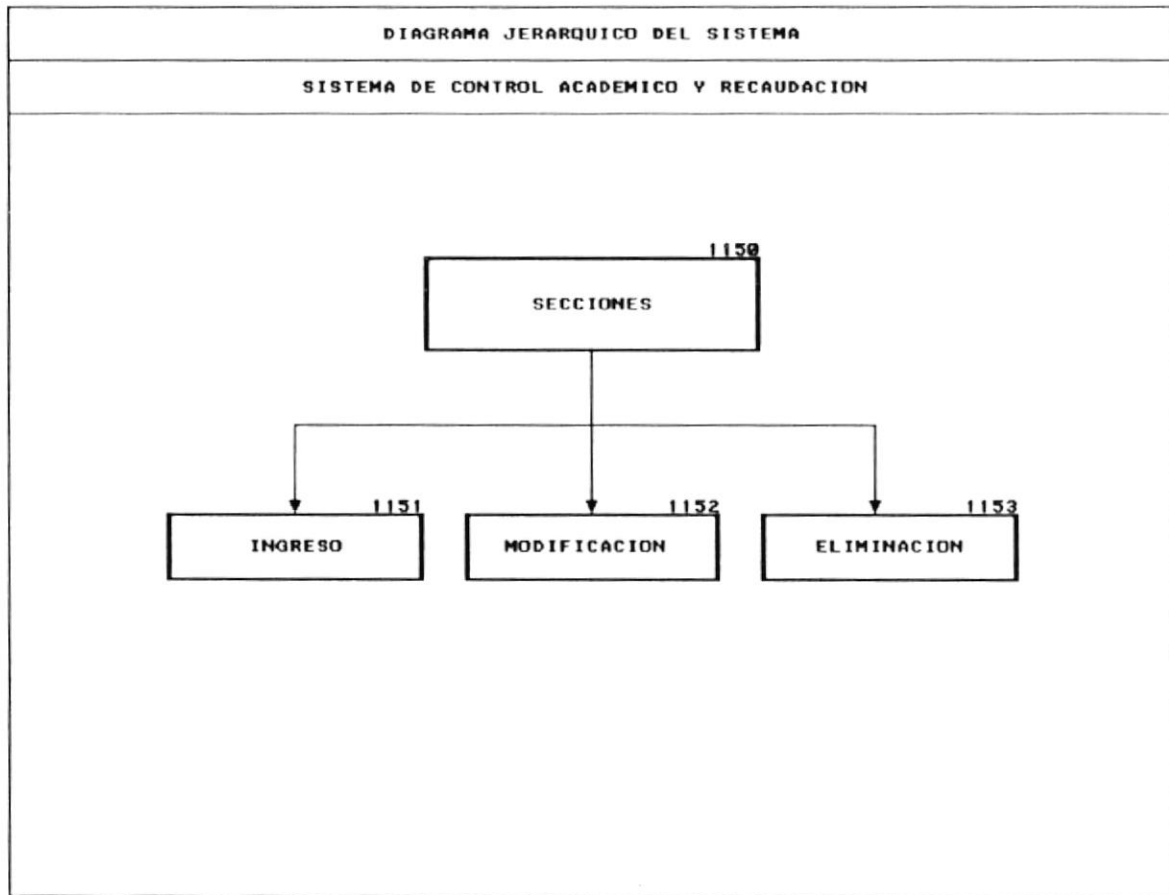 DIAGRAMA JERARQUICO DEL SISTEMA
SISTEMA DE CONTROL ACADEMICO Y RECAUDACION
1150
SECCIONES
1151
1152
1153
INGRESO
MODIFICACION
ELIMINACION